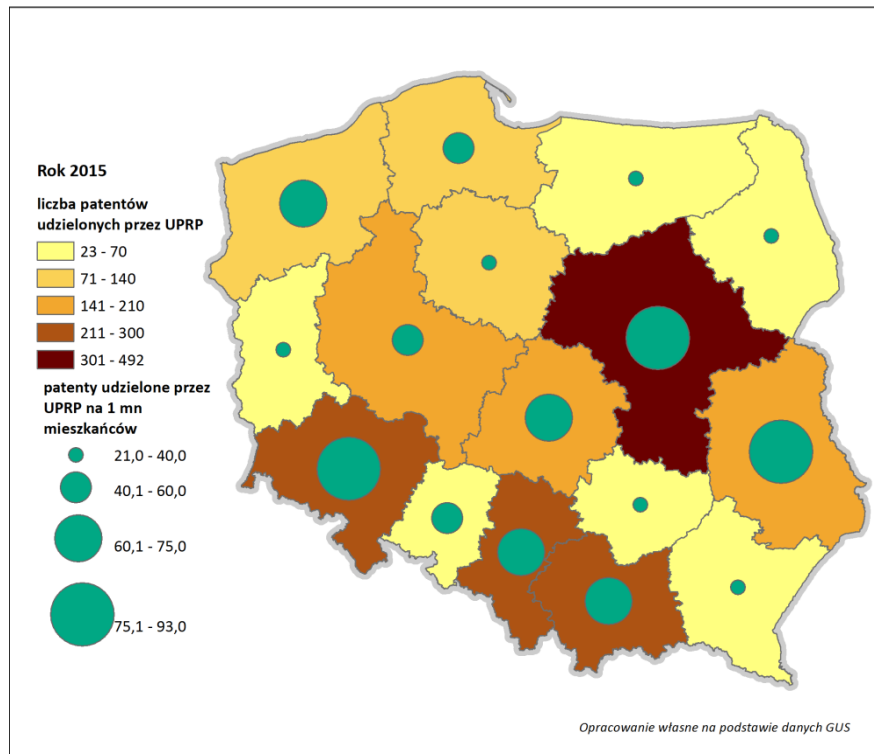 Rok 2015
liczba patentów
udzielonych przez UPRP
23 - 70
71 - 140
141 - 210
211 - 300
301 - 492
patenty udzielone przez
UPRP na 1 mn
mieszkańców
21,0 - 40,0
40,1 - 60,0
60,1 - 75,0
75,1 - 93,0
Opracowanie własne na podstawie danych GUS